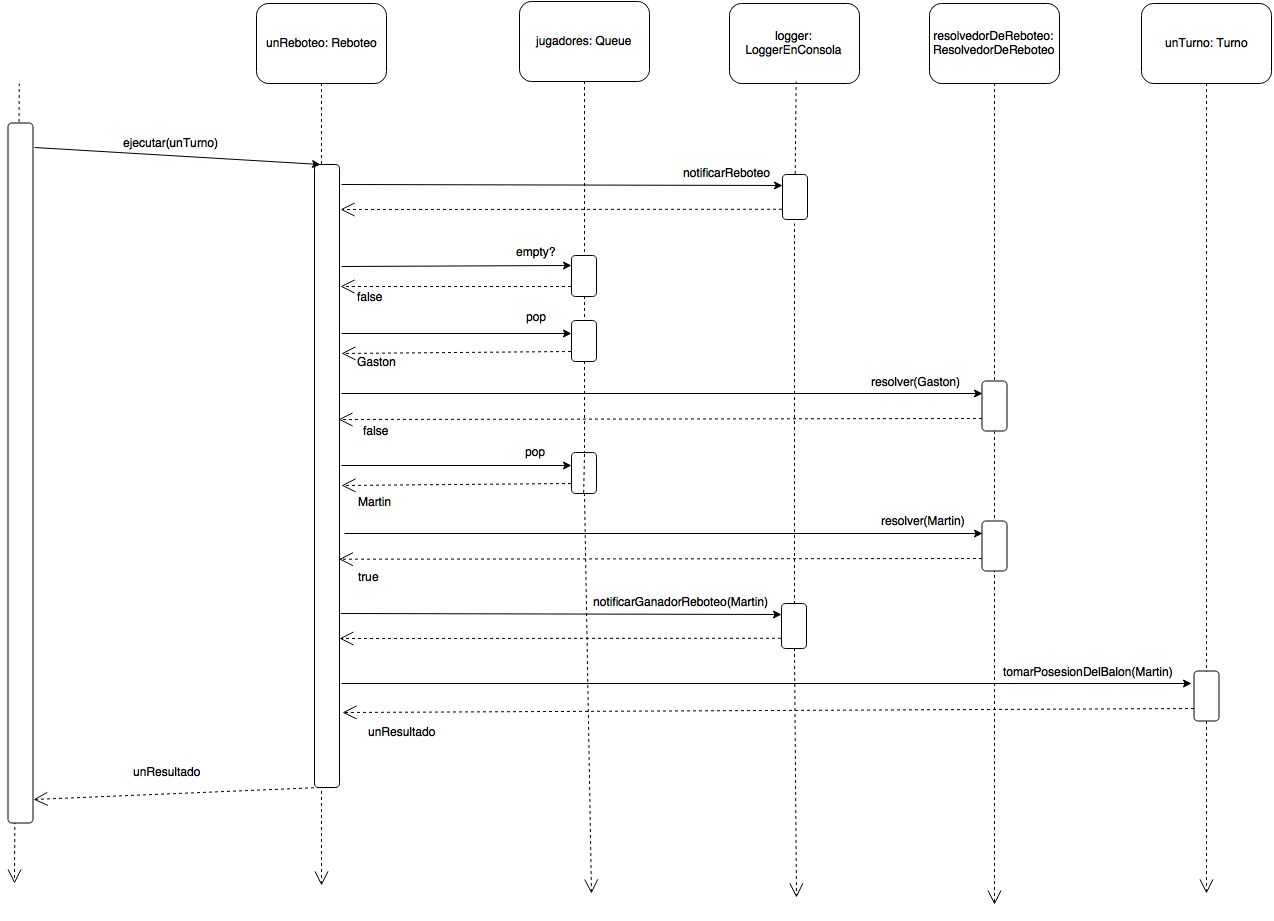 unReboteo: Reboteo
jugadores: Queue
logger:
LoggerEnConsola
resolvedorDeReboteo:
ResolvedorDeReboteo
unTurno: Turno
ejecutar(unTurno)
notificarReboteo
empty?
false
pop
Gaston
resolver(Gaston)
false
pop
Martin
resolver(Martin)
true
notificarGanadorReboteo(Martin)
tomarPosesionDelBalon(Martin)
unResultado
unResultado